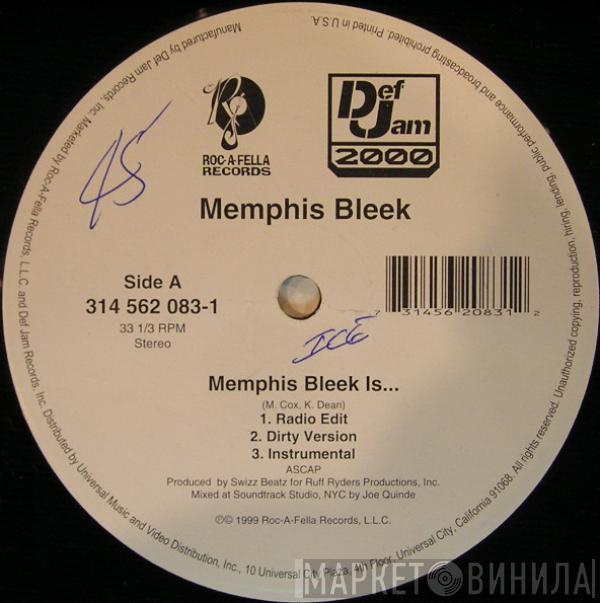 ROC-A-FELLA
RECORDS
Def
Jam
2000
Memphis Bleek
Side A
314 562 083-1
33 1/3 RPM
Stereo
7 31456 20831 2
ICE
Memphis Bleek Is...
(M. Cox, K. Dean)
1. Radio Edit
2. Dirty Version
3. Instrumental
ASCAP
Produced by Swizz Beatz for Ruff Ryders Productions, Inc.
Mixed at Soundtrack Studio, NYC by Joe Quinde
℗© 1999 Roc-A-Fella Records, L.L.C.
Manufactured by Def Jam Records, Inc. Marketed by Roc-A-Fella Records, L.L.C. and Def Jam Records, Inc. Distributed by Universal Music and Video Distribution, Inc., 10 Universal City Plaza, 4th Floor, Universal City, California 91068. All rights reserved. Unauthorized copying, reproduction, hiring, lending, public performance and broadcasting prohibited. Printed in U.S.A.
МАРКЕТ ВИНИЛА